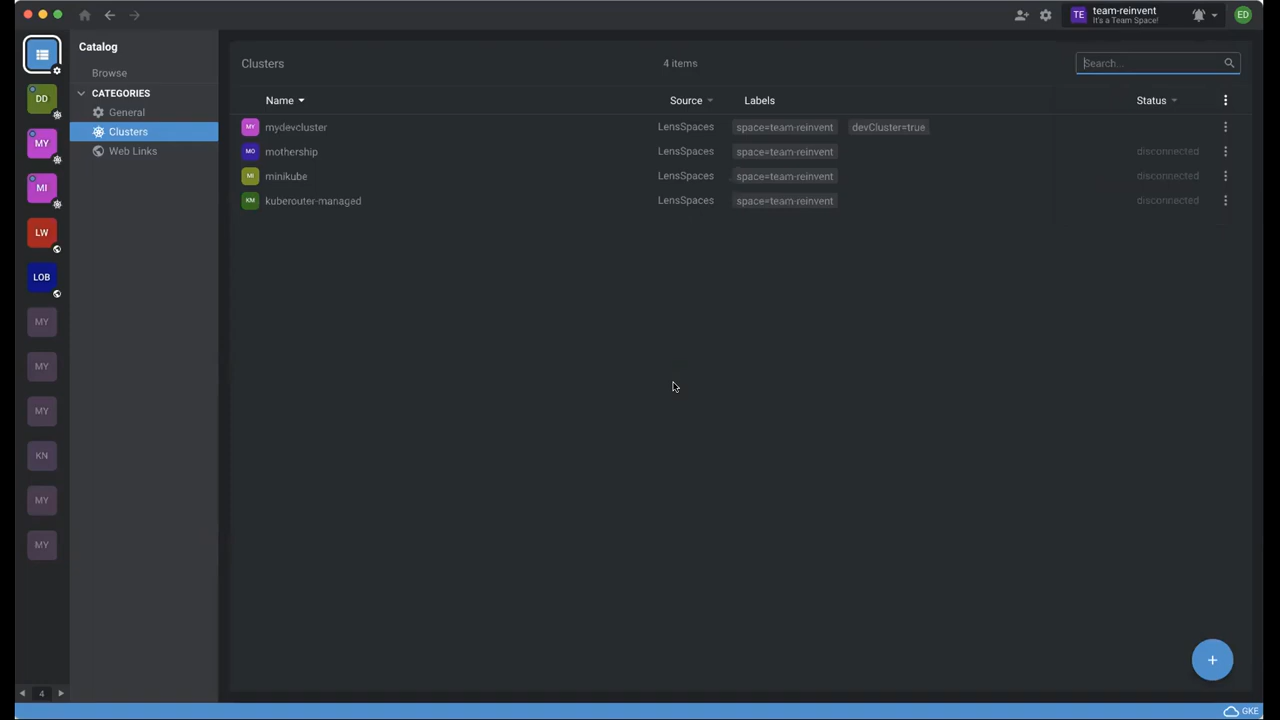 TE team-reinvent ED
It's a Team Space!
Catalog
Browse
CATEGORIES
General
Clusters
Web Links
DD
MY
MI
LW
LOB
MY
MY
MY
KN
MY
MY
4
Clusters 4 items Search...
Name Source Labels Status
MY mydevcluster LensSpaces space=team-reinvent devCluster=true
MO mothership LensSpaces space=team-reinvent disconnected
MI minikube LensSpaces space=team-reinvent disconnected
KM kuberouter-managed LensSpaces space=team-reinvent disconnected
+
GKE